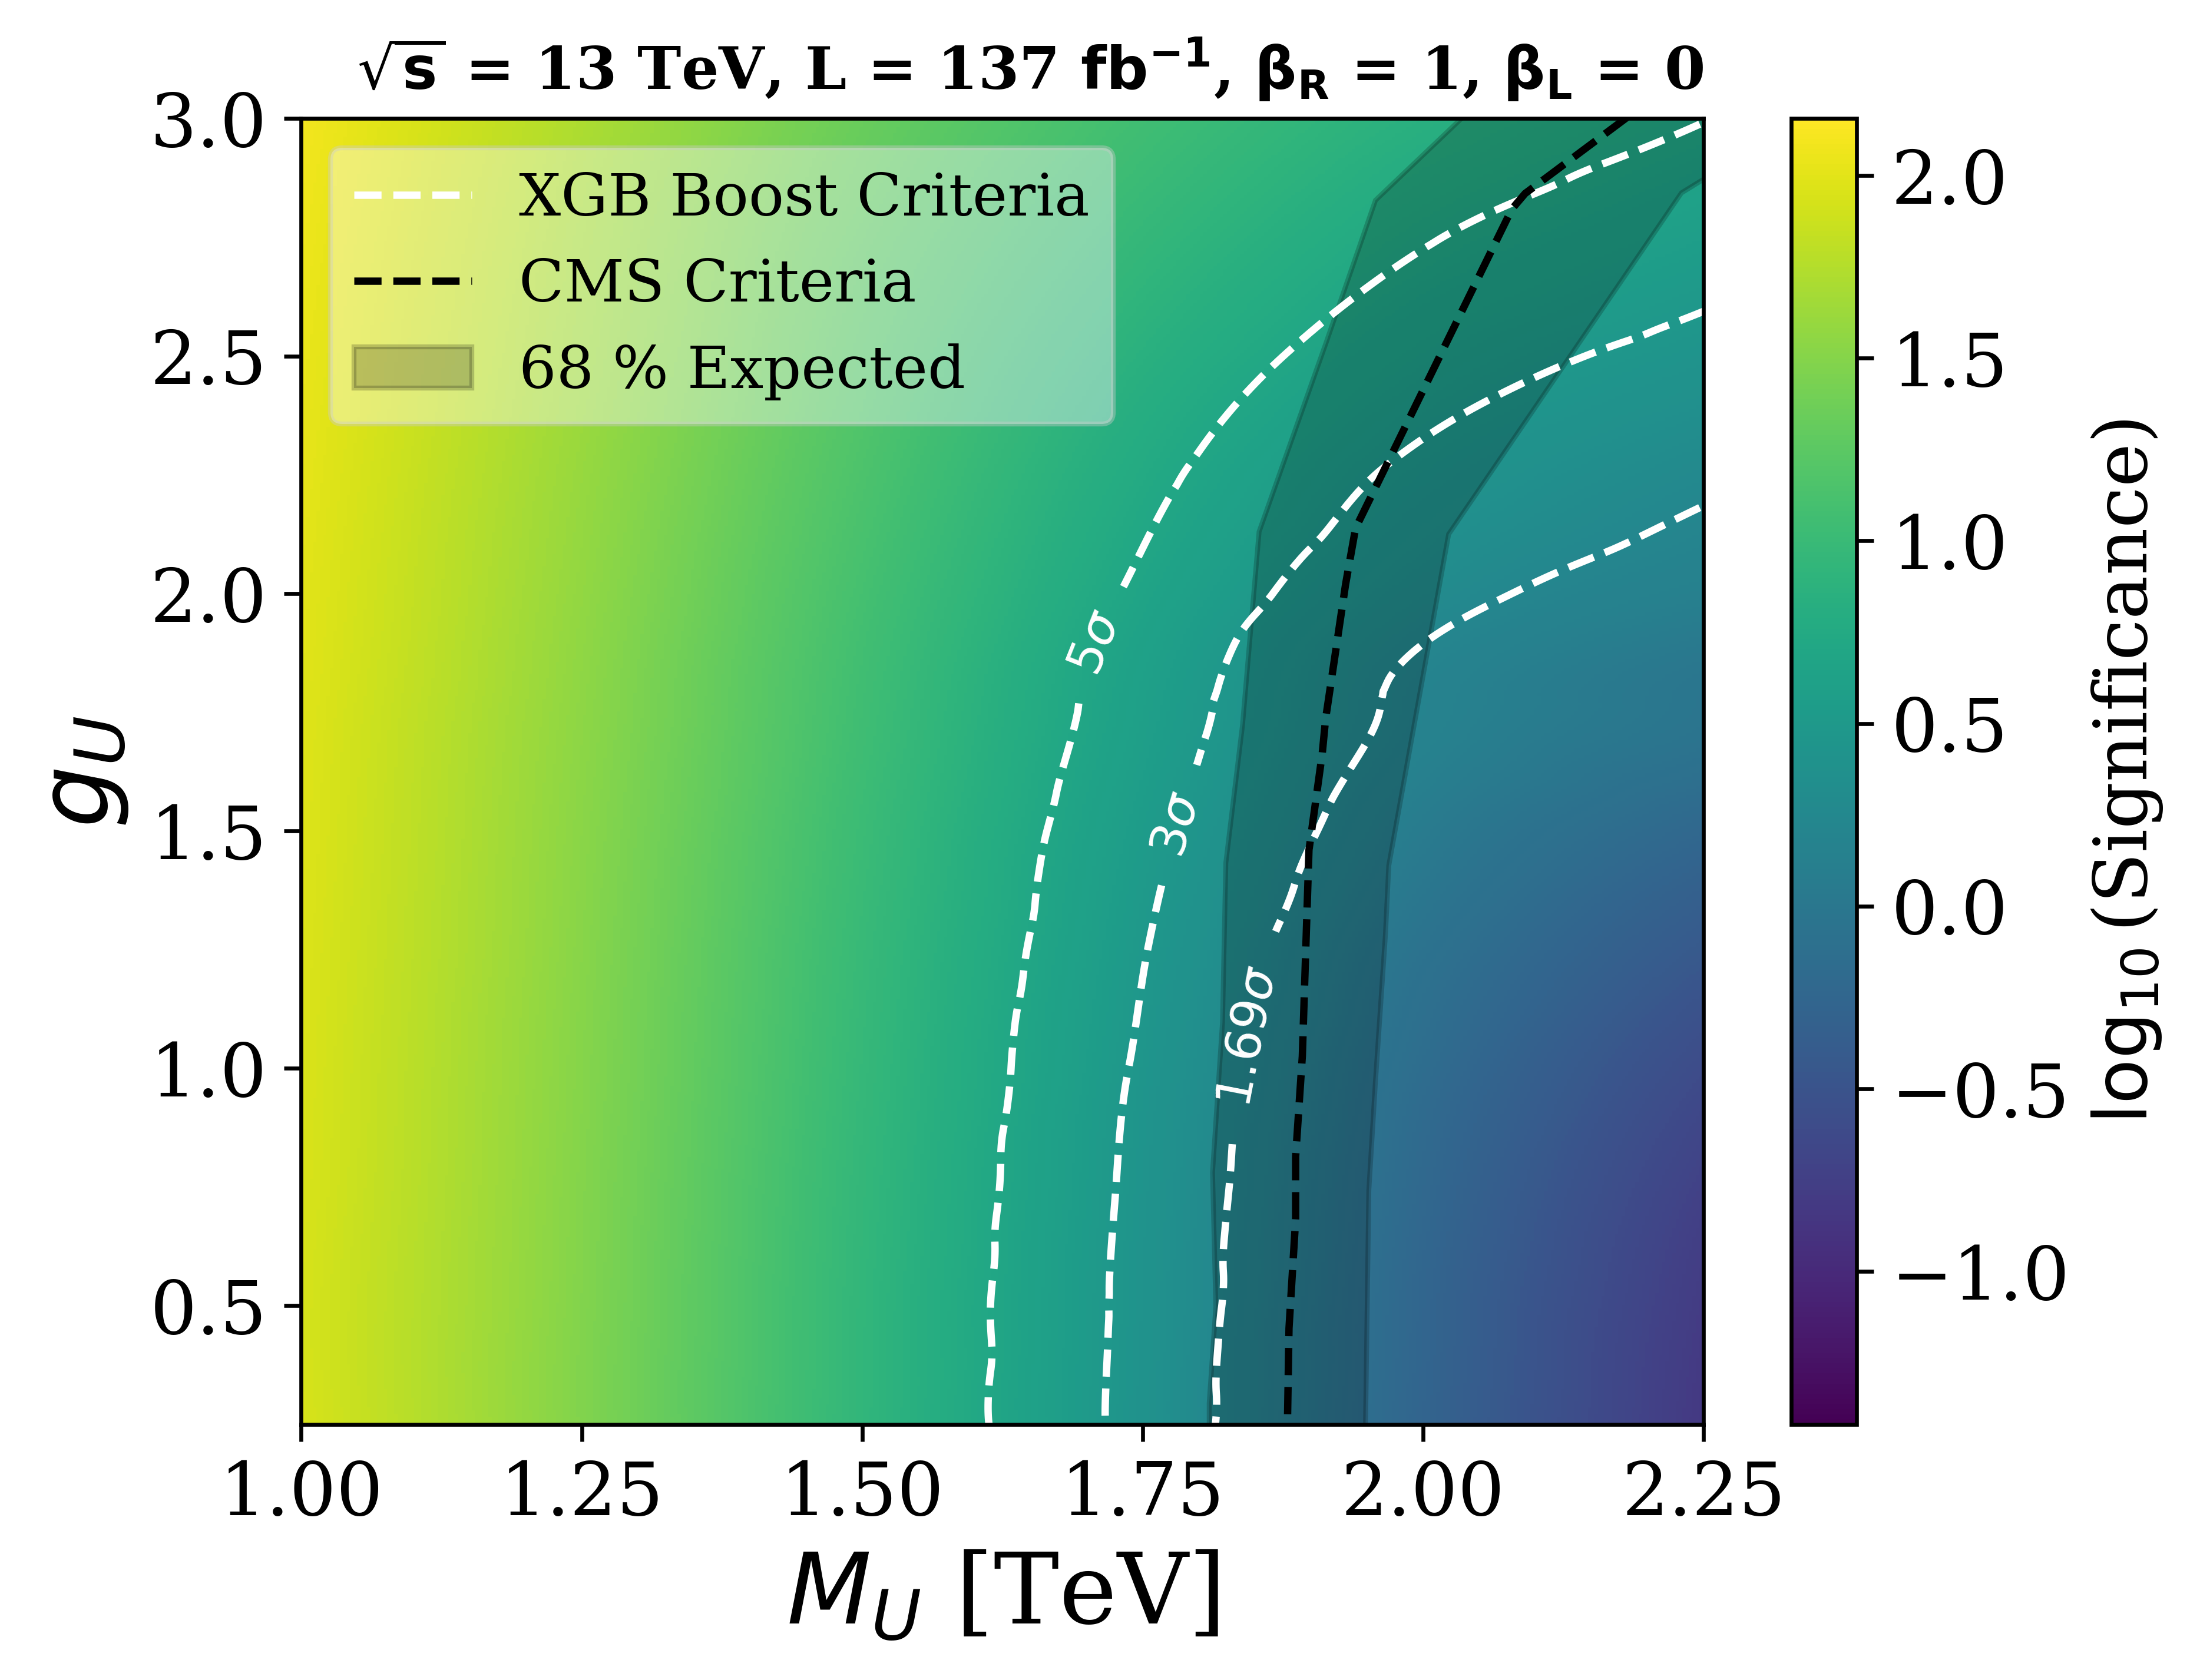 √s = 13 TeV, L = 137 fb⁻¹, β_R = 1, β_L = 0
XGB Boost Criteria
CMS Criteria
68 % Expected
3.0
2.5
2.0
1.5
1.0
0.5
g_U
5σ
3σ
1.69σ
1.00
1.25
1.50
1.75
2.00
2.25
M_U [TeV]
2.0
1.5
1.0
0.5
0.0
−0.5
−1.0
log₁₀(Significance)